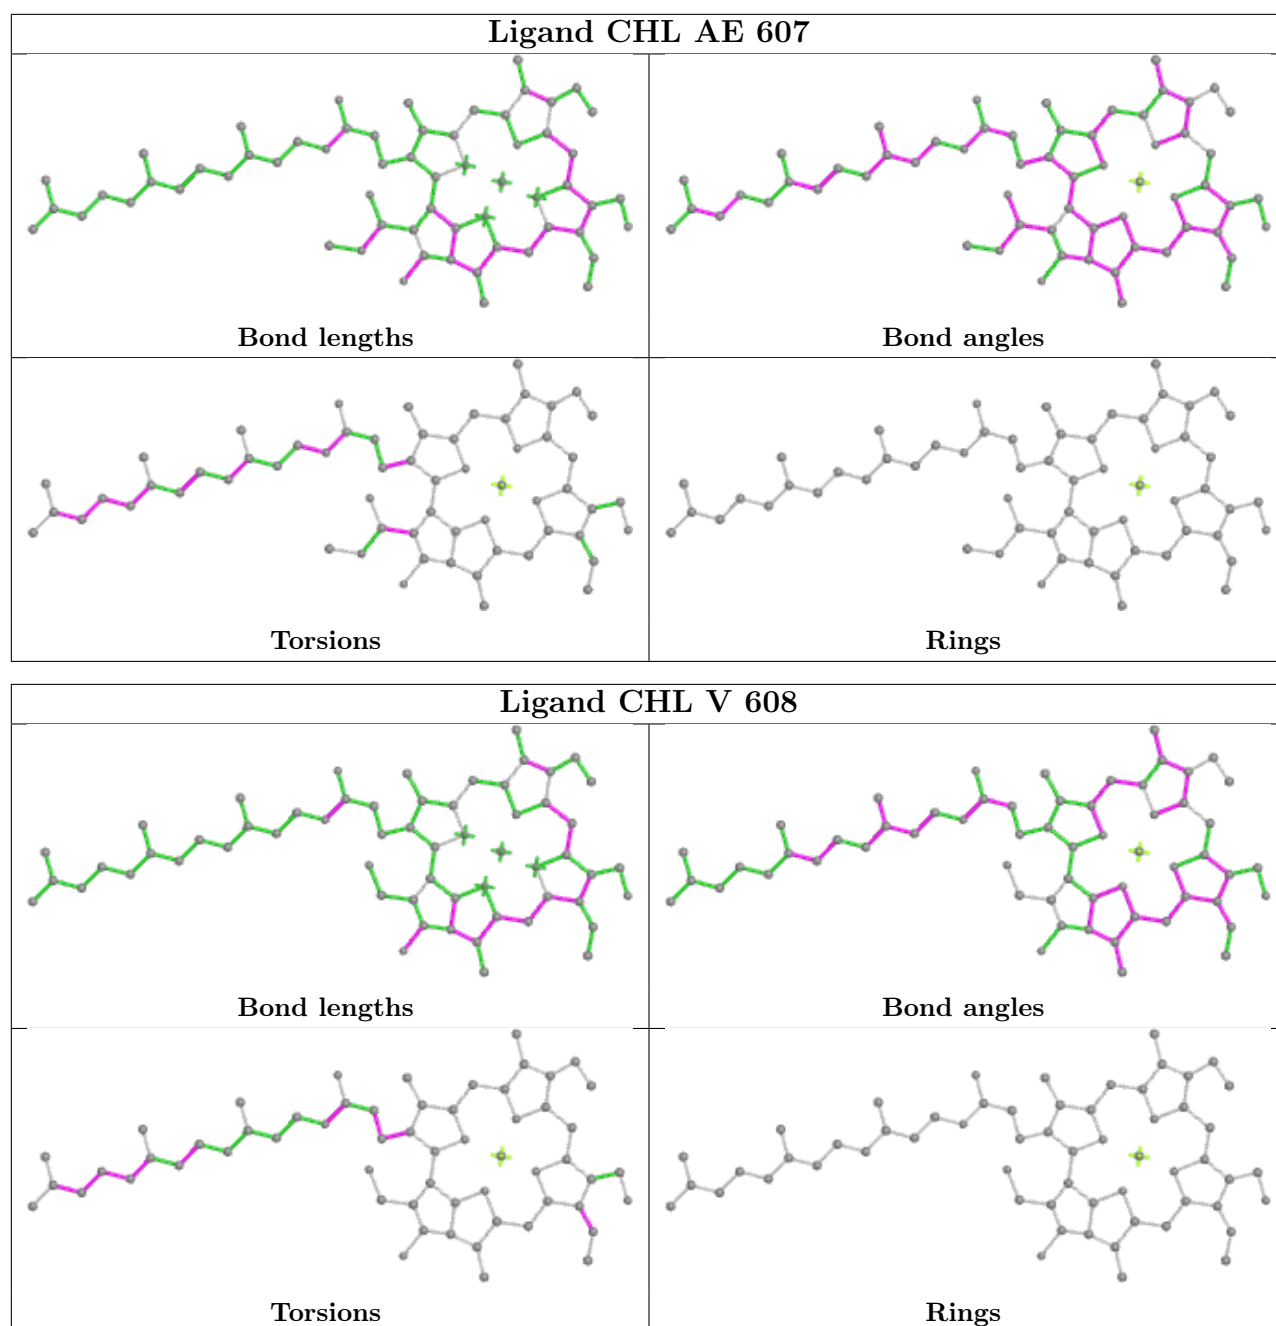 Ligand CHL AE 607
Bond lengths
Bond angles
Torsions
Rings
Ligand CHL V 608
Bond lengths
Bond angles
Torsions
Rings